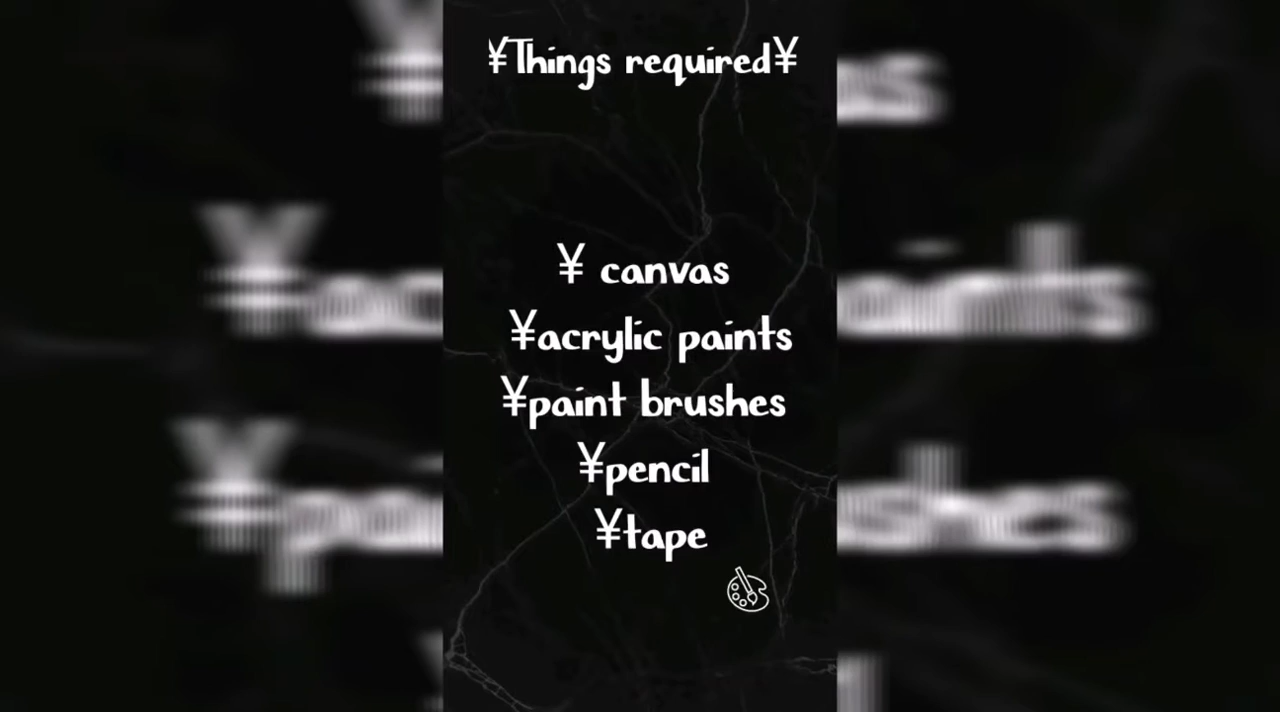 ¥Things required¥
¥ canvas
¥acrylic paints
¥paint brushes
¥pencil
¥tape